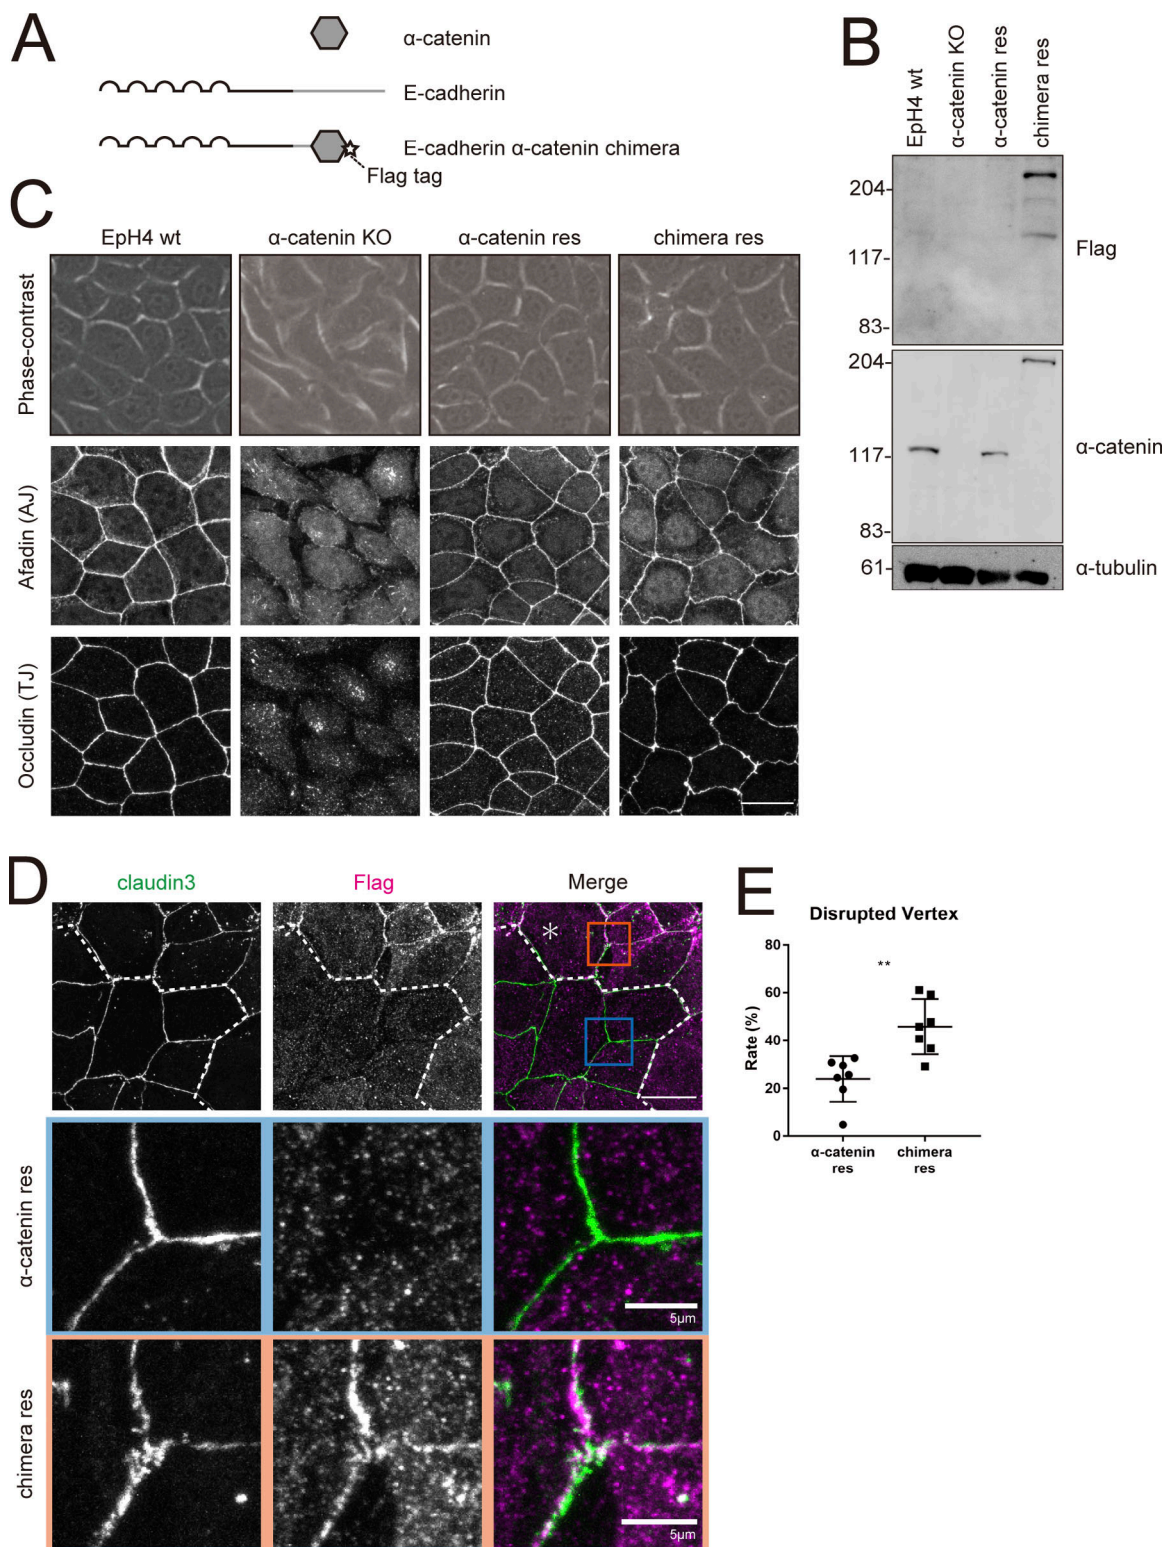 A
α-catenin
E-cadherin
E-cadherin α-catenin chimera
Flag tag
B
EpH4 wt
α-catenin KO
α-catenin res
chimera res
204-
117-
83-
Flag
204-
117-
83-
α-catenin
61-
α-tubulin
C
EpH4 wt
α-catenin KO
α-catenin res
chimera res
Phase-contrast
Afadin (AJ)
Occludin (TJ)
D
claudin3
Flag
Merge
*
α-catenin res
5μm
chimera res
5μm
E
Disrupted Vertex
**
Rate (%)
80
60
40
20
0
α-catenin
res
chimera
res